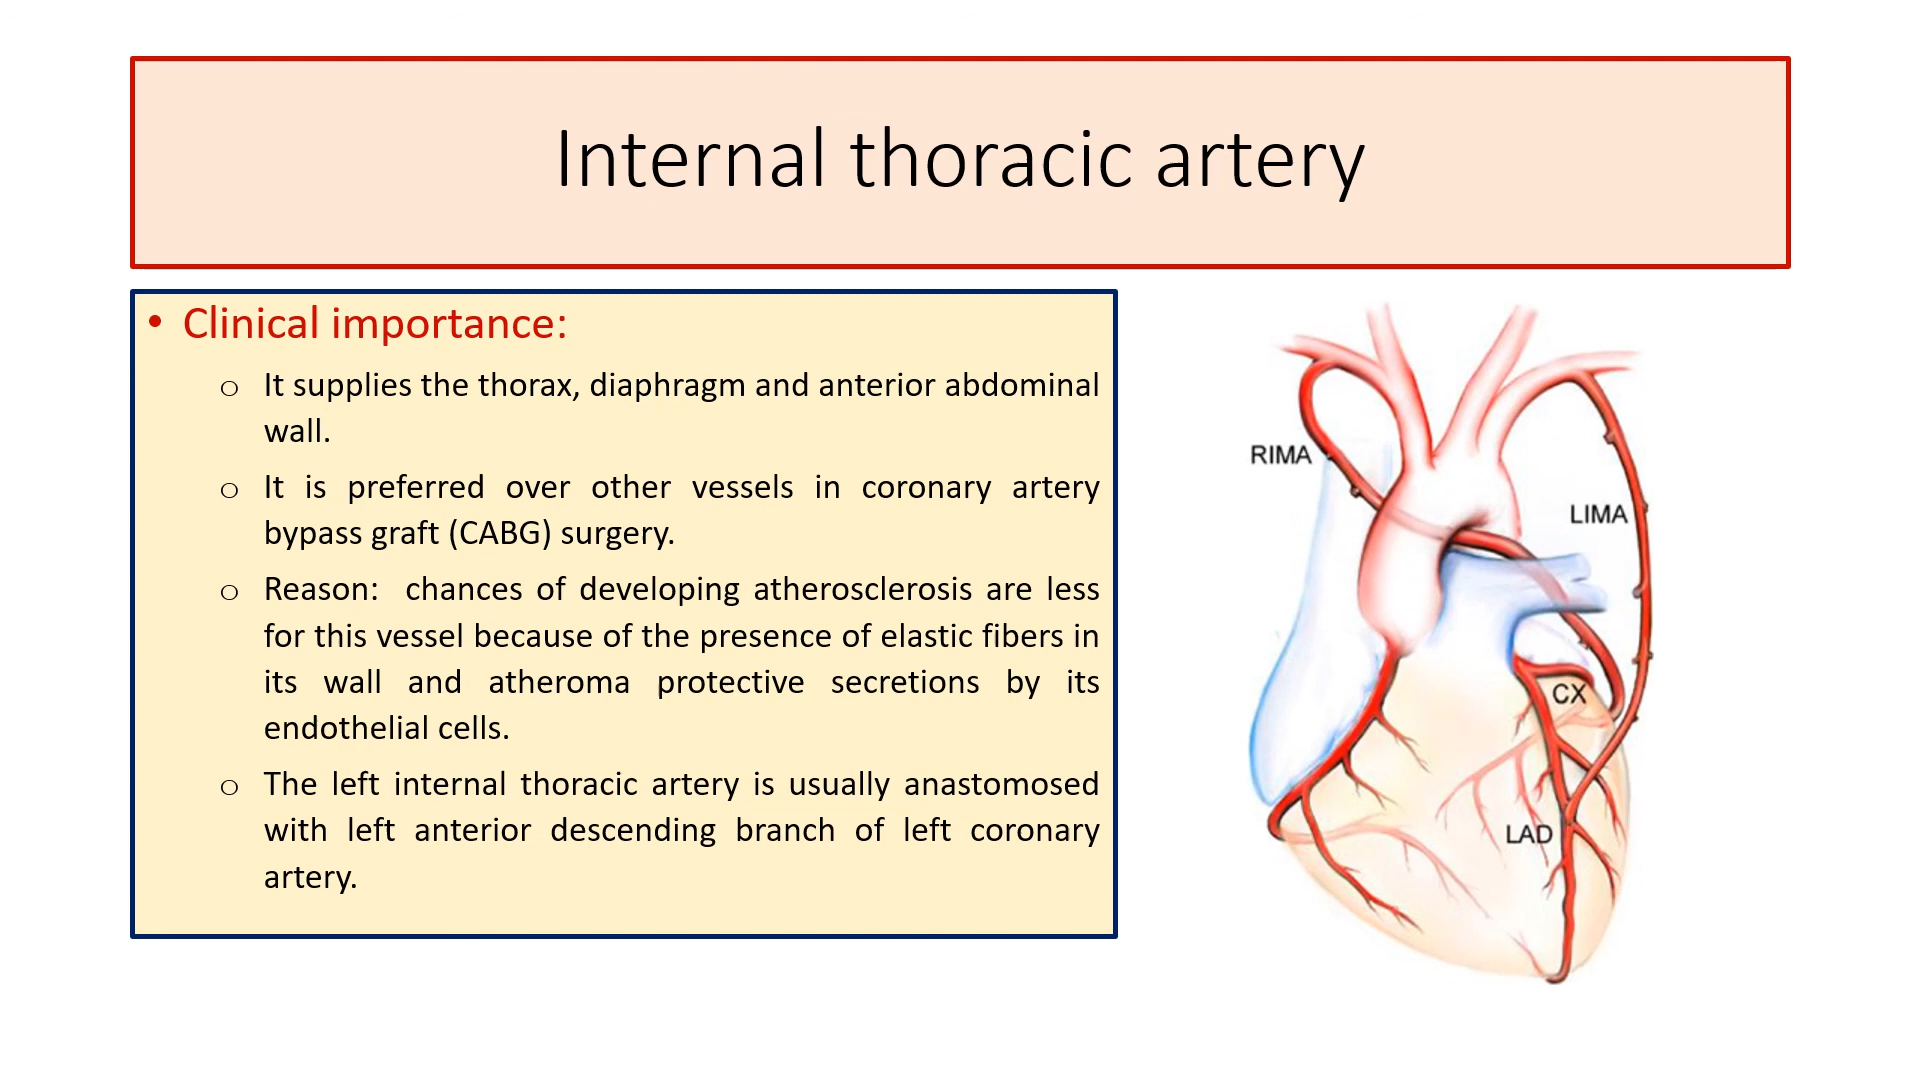 Internal thoracic artery
• Clinical importance:
o It supplies the thorax, diaphragm and anterior abdominal
wall.
o It is preferred over other vessels in coronary artery
bypass graft (CABG) surgery.
o Reason: chances of developing atherosclerosis are less
for this vessel because of the presence of elastic fibers in
its wall and atheroma protective secretions by its
endothelial cells.
o The left internal thoracic artery is usually anastomosed
with left anterior descending branch of left coronary
artery.
RIMA
LIMA
CX
LAD